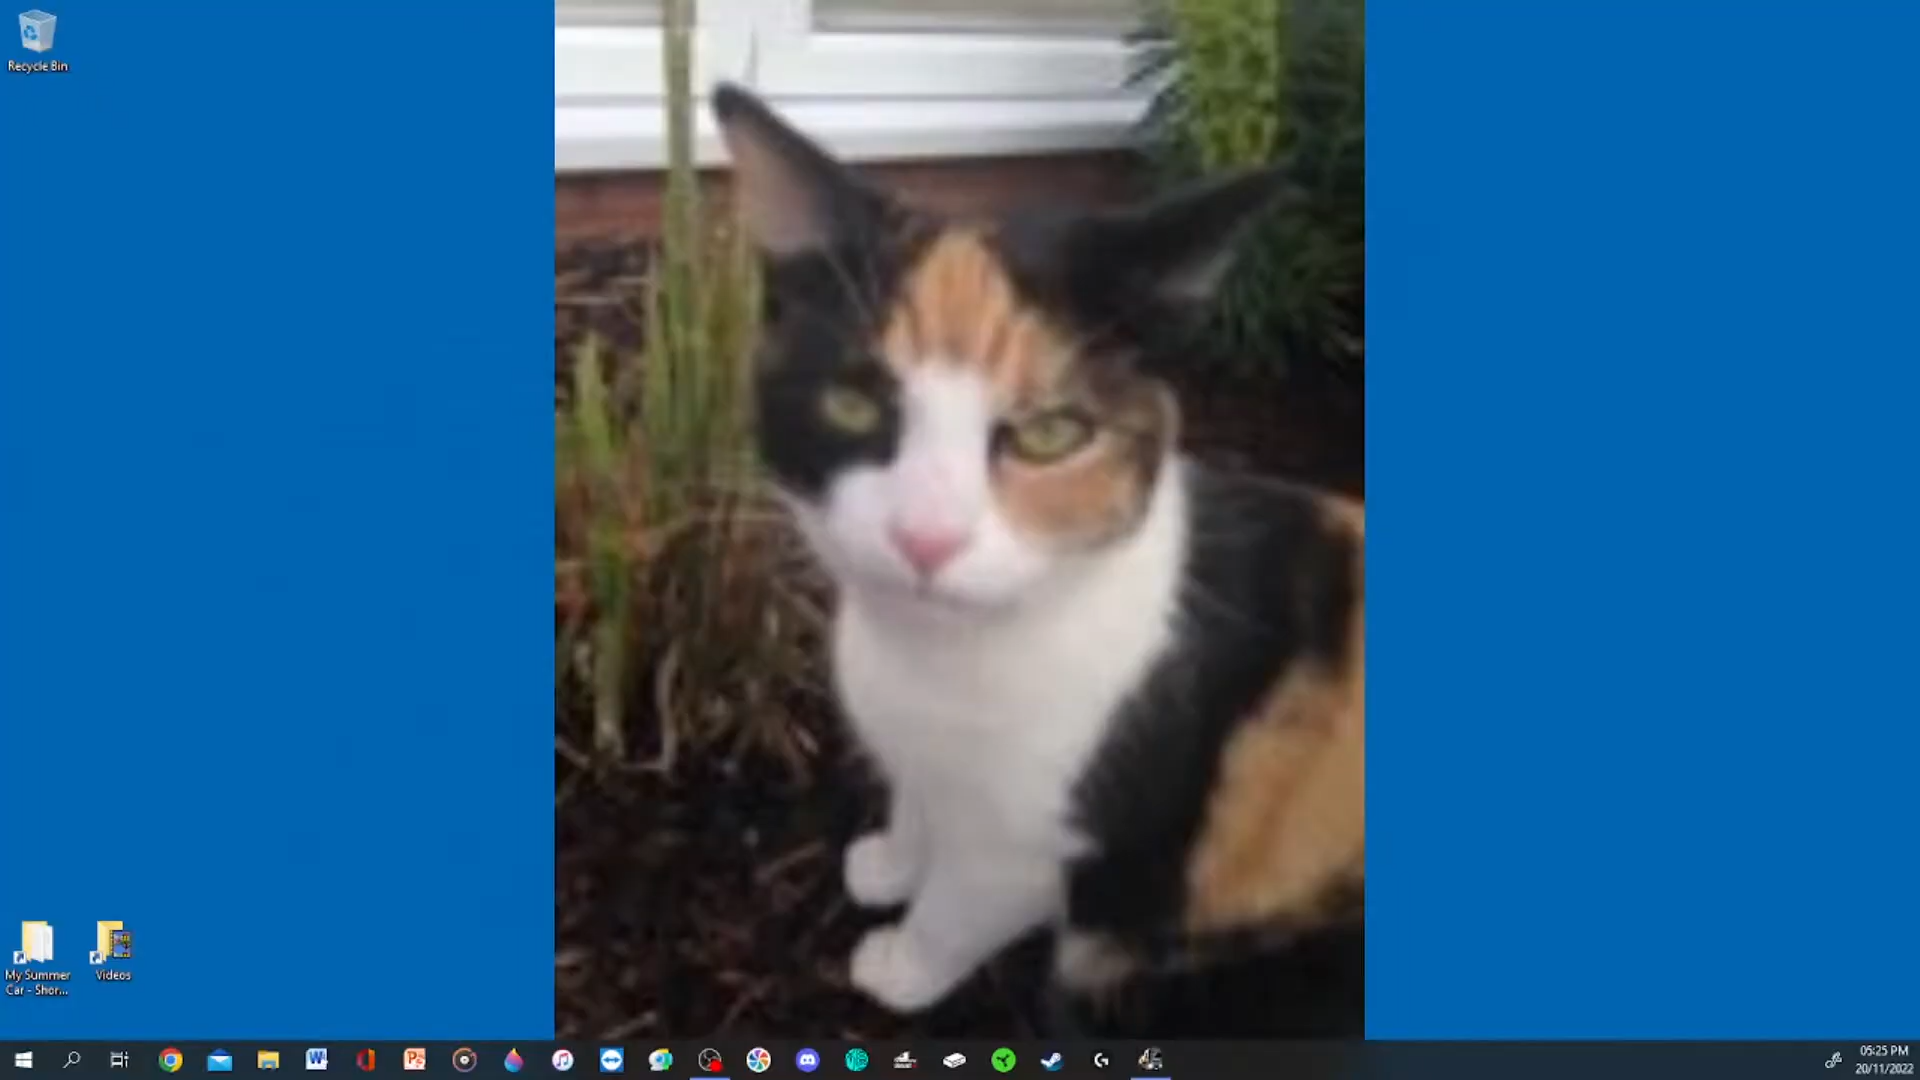 Recycle Bin
My Summer
Car - Shor...
Videos
05:25 PM
20/11/2022